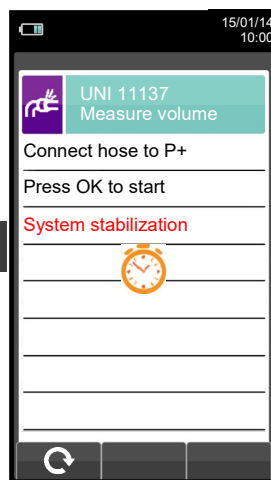 15/01/14
10:00
UNI 11137
Measure volume
Connect hose to P+
Press OK to start
System stabilization